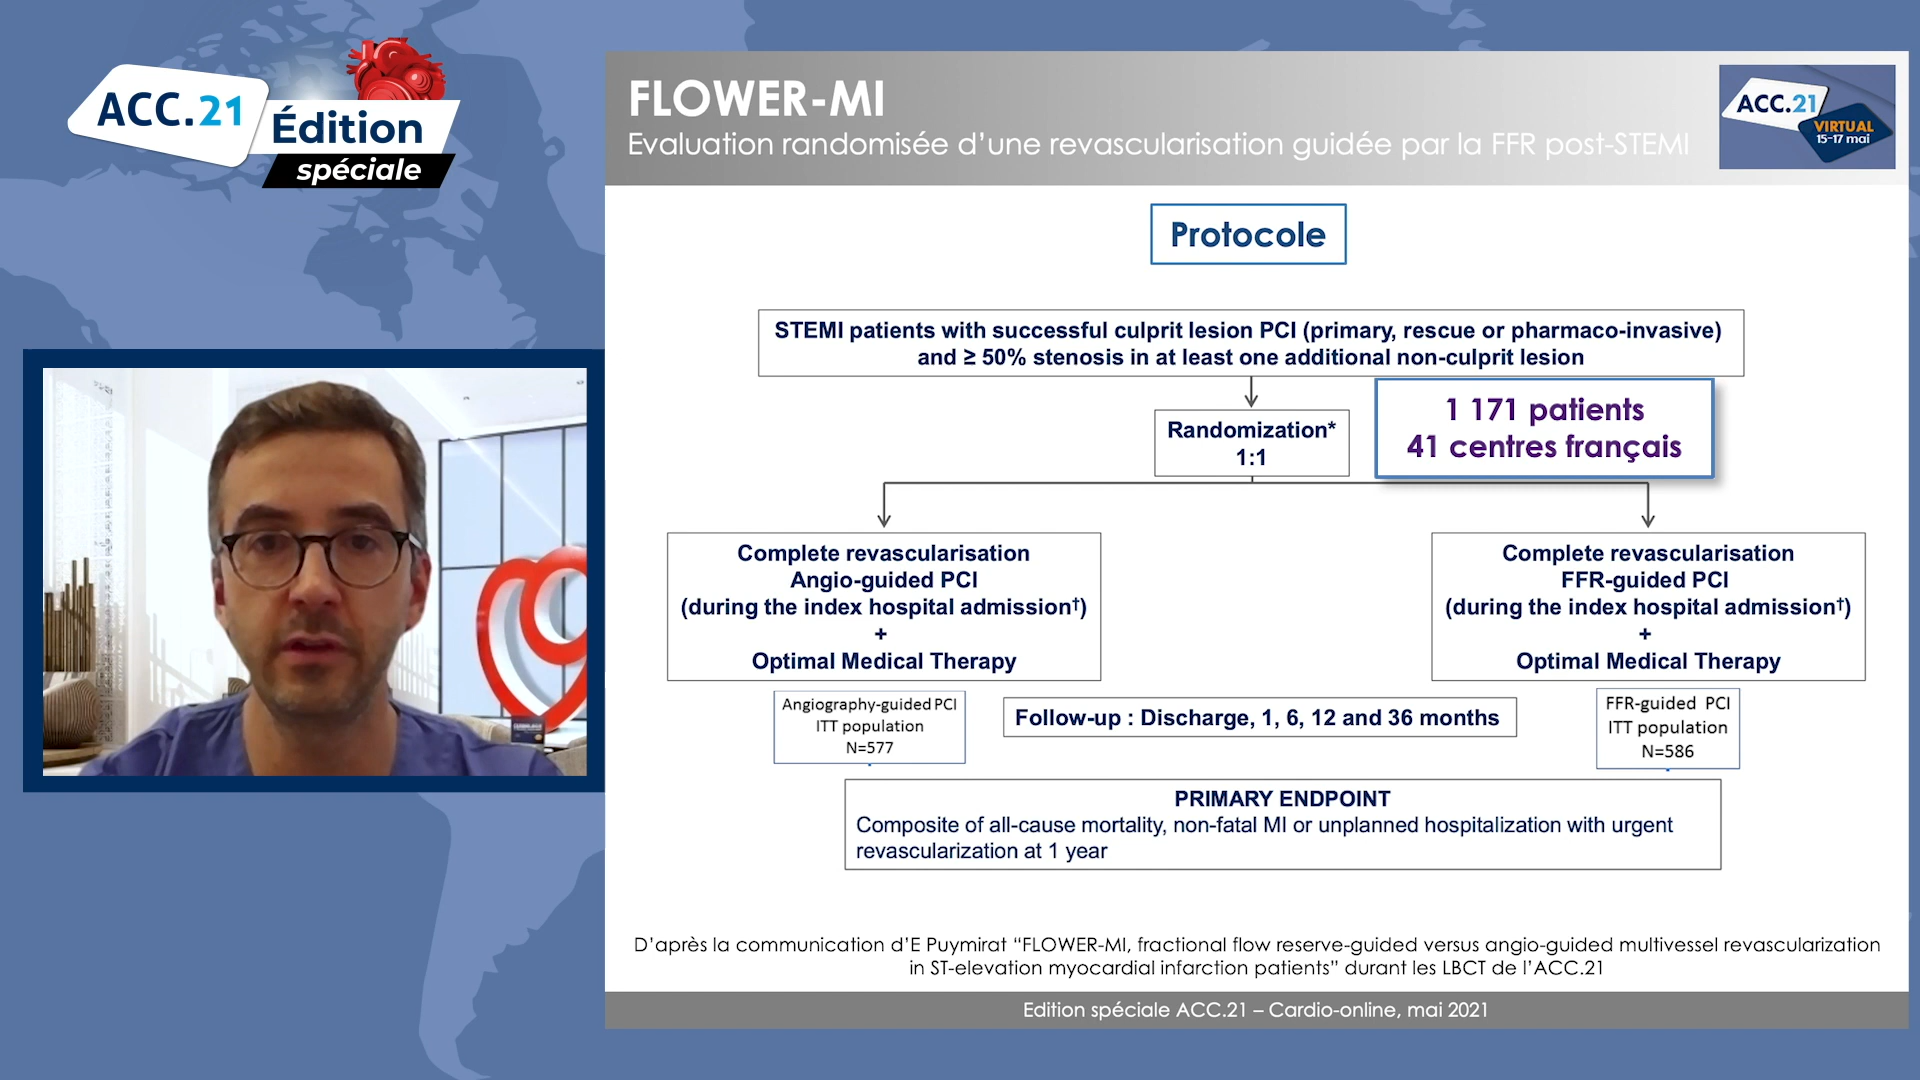 ACC.21
Édition
spéciale
FLOWER-MI
Evaluation randomisée d’une revascularisation guidée par la FFR post-STEMI
ACC.21
VIRTUAL
15-17 mai
Protocole
STEMI patients with successful culprit lesion PCI (primary, rescue or pharmaco-invasive)
and ≥ 50% stenosis in at least one additional non-culprit lesion
Randomization*
1:1
1 171 patients
41 centres français
Complete revascularisation
Angio-guided PCI
(during the index hospital admission†)
+
Optimal Medical Therapy
Complete revascularisation
FFR-guided PCI
(during the index hospital admission†)
+
Optimal Medical Therapy
Angiography-guided PCI
ITT population
N=577
Follow-up : Discharge, 1, 6, 12 and 36 months
FFR-guided PCI
ITT population
N=586
PRIMARY ENDPOINT
Composite of all-cause mortality, non-fatal MI or unplanned hospitalization with urgent
revascularization at 1 year
D’après la communication d’E Puymirat “FLOWER-MI, fractional flow reserve-guided versus angio-guided multivessel revascularization
in ST-elevation myocardial infarction patients” durant les LBCT de l’ACC.21
Edition spéciale ACC.21 – Cardio-online, mai 2021